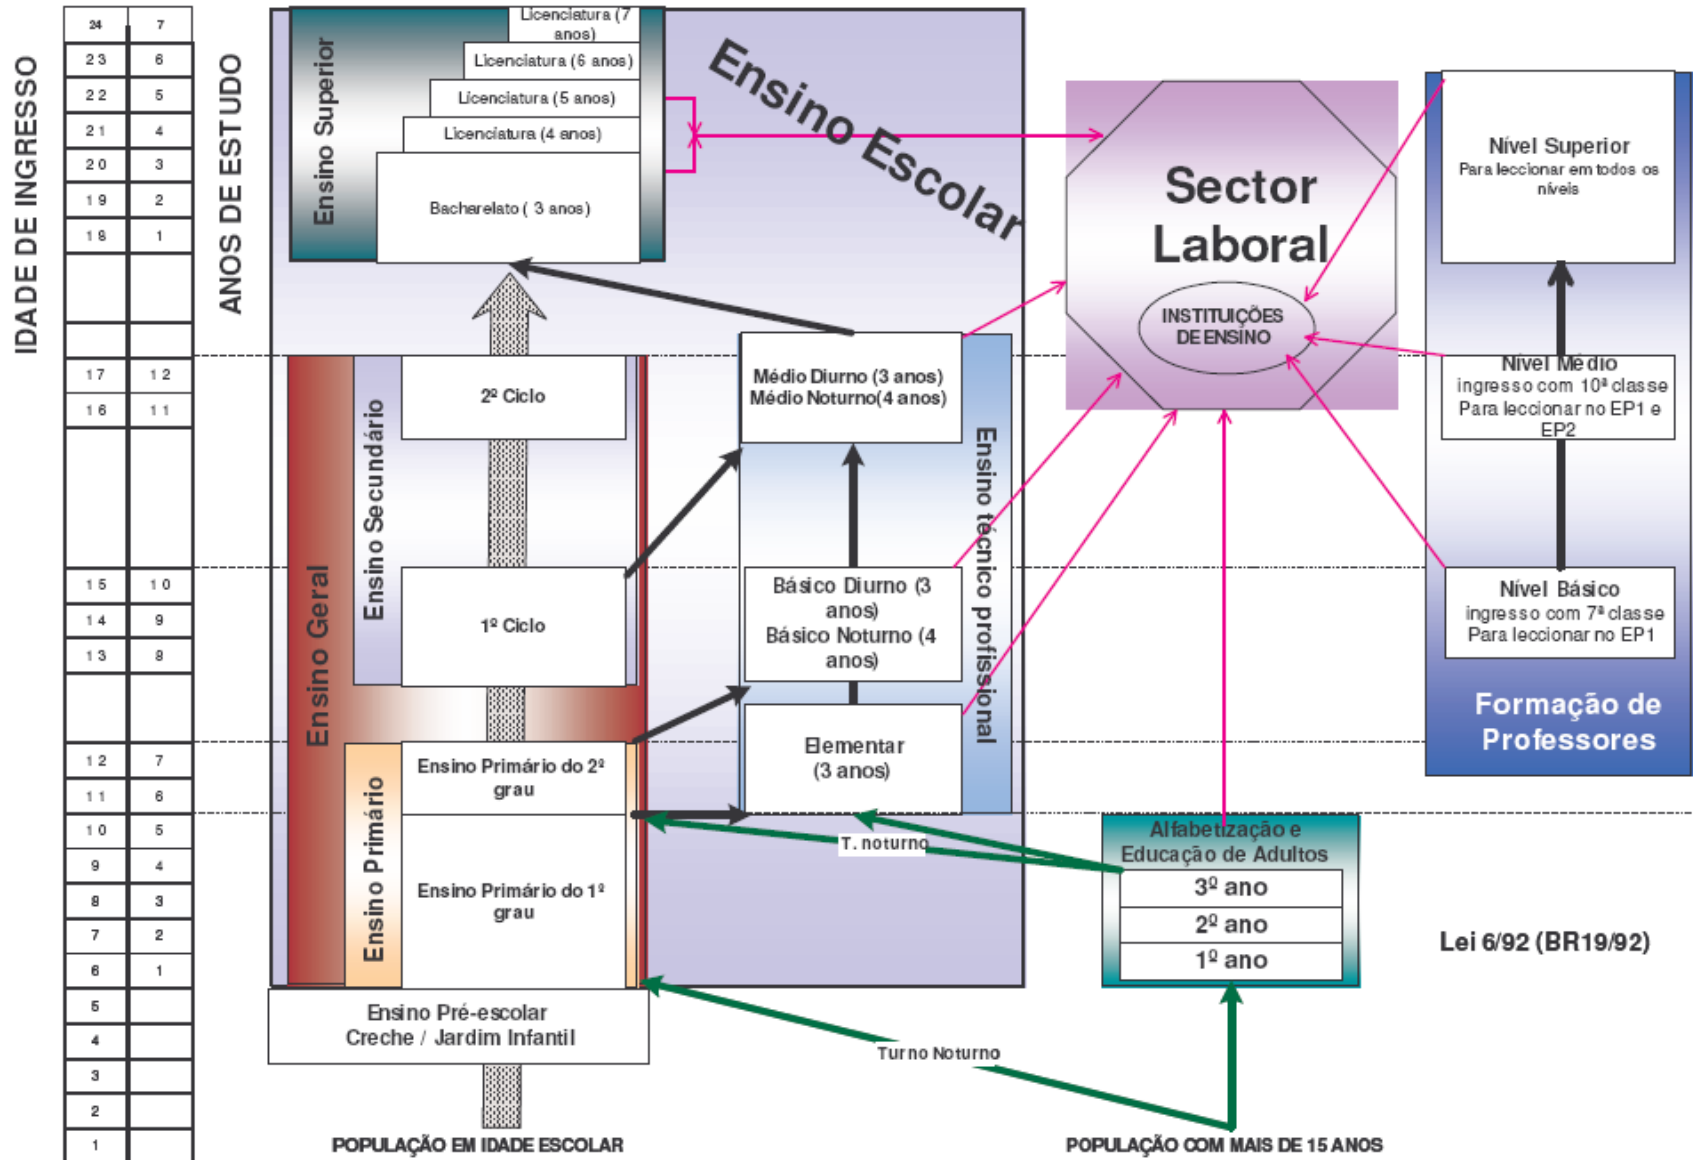 IDADE DE INGRESSO
24 7
23 6
22 5
21 4
20 3
19 2
18 1
17 12
16 11
15 10
14 9
13 8
12 7
11 6
10 5
9 4
8 3
7 2
6 1
5
4
3
2
1
ANOS DE ESTUDO
Ensino Superior
Licenciatura (7
anos)
Licenciatura (6 anos)
Licenciatura (5 anos)
Licenciatura (4 anos)
Bacharelato ( 3 anos)
Ensino Escolar
Ensino Geral
Ensino Secundário
2º Ciclo
1º Ciclo
Ensino Primário
Ensino Primário do 2º
grau
Ensino Primário do 1º
grau
Ensino Pré-escolar
Creche / Jardim Infantil
POPULAÇÃO EM IDADE ESCOLAR
Médio Diurno (3 anos)
Médio Noturno(4 anos)
Básico Diurno (3
anos)
Básico Noturno (4
anos)
Elementar
(3 anos)
Ensino técnico profissional
T. noturno
Turno Noturno
Sector
Laboral
INSTITUIÇÕES
DE ENSINO
Alfabetização e
Educação de Adultos
3º ano
2º ano
1º ano
POPULAÇÃO COM MAIS DE 15 ANOS
Nível Superior
Para leccionar em todos os
níveis
Nível Médio
ingresso com 10ª classe
Para leccionar no EP1 e
EP2
Nível Básico
ingresso com 7ª classe
Para leccionar no EP1
Formação de
Professores
Lei 6/92 (BR19/92)